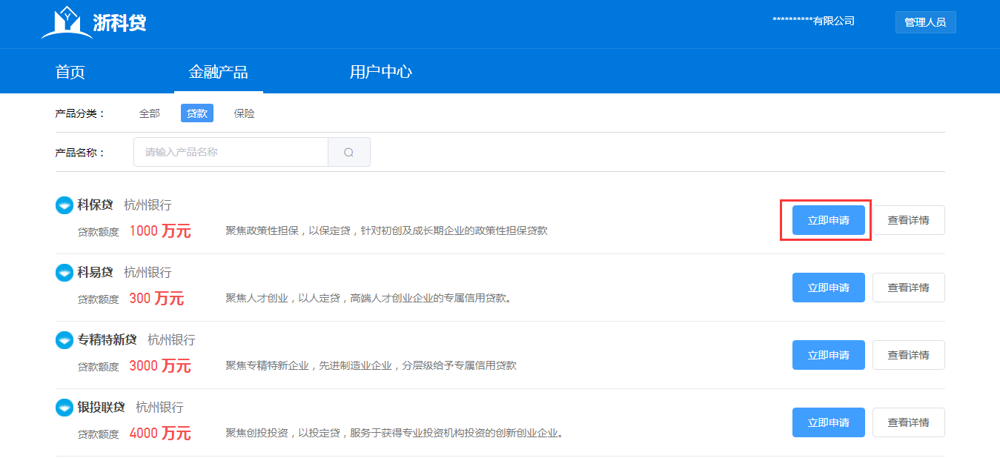 浙科贷
**********有限公司
管理人员
首页 金融产品 用户中心
产品分类： 全部 贷款 保险
产品名称： 请输入产品名称
科保贷 杭州银行
贷款额度 1000 万元 聚焦政策性担保，以保定贷，针对初创及成长期企业的政策性担保贷款 立即申请 查看详情
科易贷 杭州银行
贷款额度 300 万元 聚焦人才创业，以人定贷，高端人才创业企业的专属信用贷款。 立即申请 查看详情
专精特新贷 杭州银行
贷款额度 3000 万元 聚焦专精特新企业，先进制造业企业，分层级给予专属信用贷款 立即申请 查看详情
银投联贷 杭州银行
贷款额度 4000 万元 聚焦创投投资，以投定贷，服务于获得专业投资机构投资的创新创业企业。 立即申请 查看详情